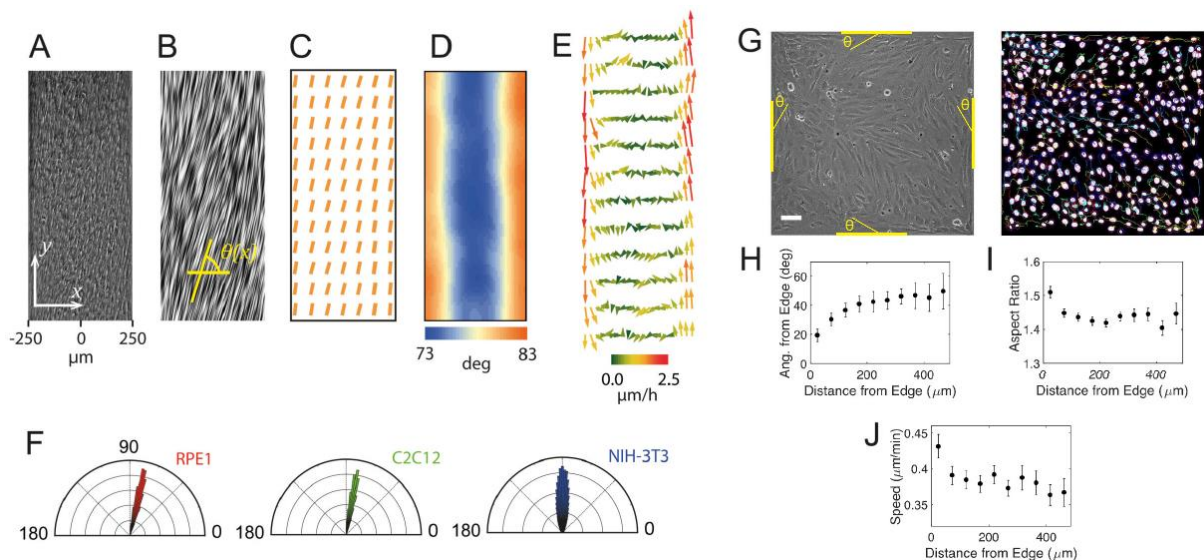 A
B
C
D
E
G
θ
θ
θ
θ
y
x
θ(x)
-250 0 250
μm
73 83
deg
0.0 2.5
μm/h
H
Ang. from Edge (deg)
60
40
20
0
0 200 400
Distance from Edge (μm)
I
Aspect Ratio
1.6
1.5
1.4
1.3
0 200 400
Distance from Edge (μm)
F
90
RPE1
180 0
C2C12
180 0
NIH-3T3
180 0
J
Speed (μm/min)
0.45
0.4
0.35
0 200 400
Distance from Edge (μm)